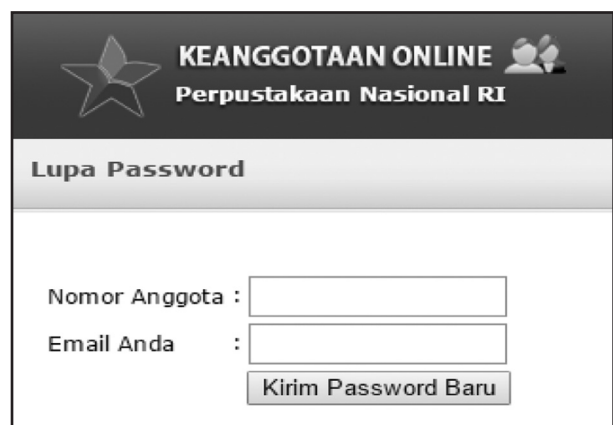 KEANGGOTAAN ONLINE
Perpustakaan Nasional RI
Lupa Password
Nomor Anggota :
Email Anda :
Kirim Password Baru